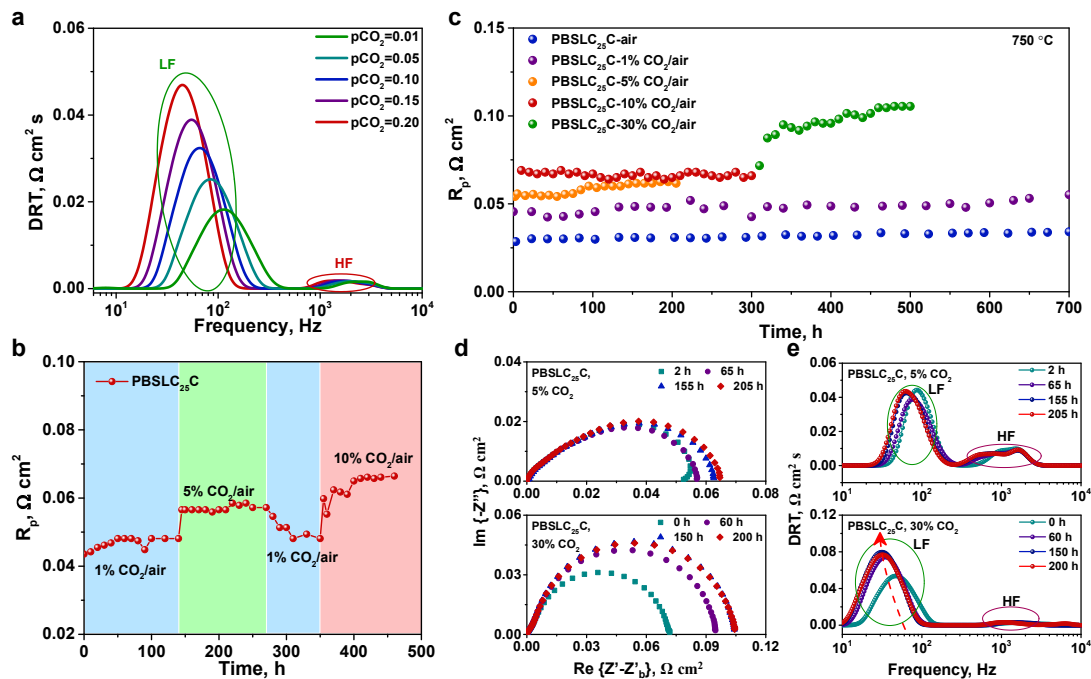 a
DRT, Ω cm² s
0.06
0.04
0.02
0.00
LF
HF
pCO₂=0.01
pCO₂=0.05
pCO₂=0.10
pCO₂=0.15
pCO₂=0.20
10¹ 10² 10³ 10⁴
Frequency, Hz
c
Rₚ, Ω cm²
0.15
0.10
0.05
0.00
PBSLC₂₅C-air
PBSLC₂₅C-1% CO₂/air
PBSLC₂₅C-5% CO₂/air
PBSLC₂₅C-10% CO₂/air
PBSLC₂₅C-30% CO₂/air
750 °C
0 100 200 300 400 500 600 700
Time, h
b
Rₚ, Ω cm²
0.10
0.08
0.06
0.04
0.02
PBSLC₂₅C
10% CO₂/air
5% CO₂/air
1% CO₂/air
1% CO₂/air
0 100 200 300 400 500
Time, h
d
Im {-Z''}, Ω cm²
0.04
0.02
0.00
PBSLC₂₅C,
5% CO₂
2 h 65 h
155 h 205 h
0.00 0.02 0.04 0.06 0.08
0.06
0.03
0.00
PBSLC₂₅C,
30% CO₂
0 h 60 h
150 h 200 h
0.00 0.03 0.06 0.09 0.12
Re {Z'-Z'b}, Ω cm²
e
DRT, Ω cm² s
0.08
0.04
0.00
PBSLC₂₅C, 5% CO₂
LF
HF
2 h
65 h
155 h
205 h
10¹ 10² 10³ 10⁴
0.12
0.08
0.04
0.00
PBSLC₂₅C, 30% CO₂
LF
HF
0 h
60 h
150 h
200 h
10¹ 10² 10³ 10⁴
Frequency, Hz